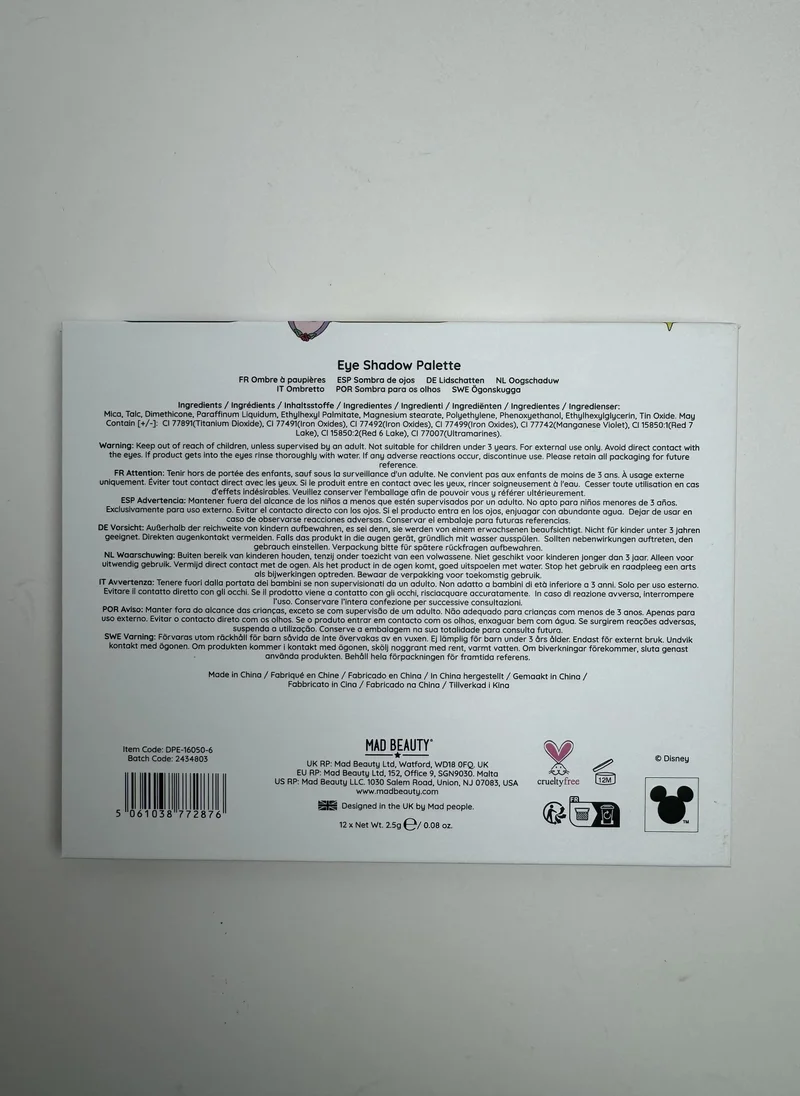 Eye Shadow Palette
FR Ombre à paupières ESP Sombra de ojos DE Lidschatten NL Oogschaduw
IT Ombretto POR Sombra para os olhos SWE Ögonskugga
Ingredients / Ingrédients / Inhaltsstoffe / Ingredientes / Ingredienti / Ingrediënten / Ingredientes / Ingredienser:
Mica, Talc, Dimethicone, Paraffinum Liquidum, Ethylhexyl Palmitate, Magnesium stearate, Polyethylene, Phenoxyethanol, Ethylhexylglycerin, Tin Oxide. May
Contain [+/-]: CI 77891(Titanium Dioxide), CI 77491(Iron Oxides), CI 77492(Iron Oxides), CI 77499(Iron Oxides), CI 77742(Manganese Violet), CI 15850:1(Red 7
Lake), CI 15850:2(Red 6 Lake), CI 77007(Ultramarines).
Warning: Keep out of reach of children, unless supervised by an adult. Not suitable for children under 3 years. For external use only. Avoid direct contact with
the eyes. If product gets into the eyes rinse thoroughly with water. If any adverse reactions occur, discontinue use. Please retain all packaging for future
reference.
FR Attention: Tenir hors de portée des enfants, sauf sous la surveillance d'un adulte. Ne convient pas aux enfants de moins de 3 ans. À usage externe
uniquement. Éviter tout contact direct avec les yeux. Si le produit entre en contact avec les yeux, rincer soigneusement à l'eau. Cesser toute utilisation en cas
d'effets indésirables. Veuillez conserver l'emballage afin de pouvoir vous y référer ultérieurement.
ESP Advertencia: Mantener fuera del alcance de los niños a menos que estén supervisados por un adulto. No apto para niños menores de 3 años.
Exclusivamente para uso externo. Evitar el contacto directo con los ojos. Si el producto entra en los ojos, enjuagar con abundante agua. Dejar de usar en
caso de observarse reacciones adversas. Conservar el embalaje para futuras referencias.
DE Vorsicht: Außerhalb der reichweite von kindern aufbewahren, es sei denn, sie werden von einem erwachsenen beaufsichtigt. Nicht für kinder unter 3 jahren
geeignet. Direkten augenkontakt vermeiden. Falls das produkt in die augen gerät, gründlich mit wasser ausspülen. Sollten nebenwirkungen auftreten, den
gebrauch einstellen. Verpackung bitte für spätere rückfragen aufbewahren.
NL Waarschuwing: Buiten bereik van kinderen houden, tenzij onder toezicht van een volwassene. Niet geschikt voor kinderen jonger dan 3 jaar. Alleen voor
uitwendig gebruik. Vermijd direct contact met de ogen. Als het product in de ogen komt, goed uitspoelen met water. Stop het gebruik en raadpleeg een arts
als bijwerkingen optreden. Bewaar de verpakking voor toekomstig gebruik.
IT Avvertenza: Tenere fuori dalla portata dei bambini se non supervisionati da un adulto. Non adatto a bambini di età inferiore a 3 anni. Solo per uso esterno.
Evitare il contatto diretto con gli occhi. Se il prodotto viene a contatto con gli occhi, risciacquare accuratamente. In caso di reazione avversa, interrompere
l'uso. Conservare l'intera confezione per successive consultazioni.
POR Aviso: Manter fora do alcance das crianças, exceto se com supervisão de um adulto. Não adequado para crianças com menos de 3 anos. Apenas para
uso externo. Evitar o contacto direto com os olhos. Se o produto entrar em contacto com os olhos, enxaguar bem com água. Se surgirem reações adversas,
suspenda a utilização. Conserve a embalagem na sua totalidade para consulta futura.
SWE Varning: Förvaras utom räckhåll för barn såvida de inte övervakas av en vuxen. Ej lämplig för barn under 3 års ålder. Endast för externt bruk. Undvik
kontakt med ögonen. Om produkten kommer i kontakt med ögonen, skölj noggrant med rent, varmt vatten. Om biverkningar förekommer, sluta genast
använda produkten. Behåll hela förpackningen för framtida referens.
Made in China / Fabriqué en Chine / Fabricado en China / In China hergestellt / Gemaakt in China /
Fabbricato in Cina / Fabricado na China / Tillverkad i Kina
Item Code: DPE-16050-6
Batch Code: 2434803
5 061038 772876
MAD BEAUTY
UK RP: Mad Beauty Ltd, Watford, WD18 0FQ. UK
EU RP: Mad Beauty Ltd, 152, Office 9, SGN9030. Malta
US RP: Mad Beauty LLC. 1030 Salem Road, Union, NJ 07083, USA
www.madbeauty.com
Designed in the UK by Mad people.
12 x Net Wt. 2.5g ℮/ 0.08 oz.
crueltyfree
12M
FR
© Disney
TM